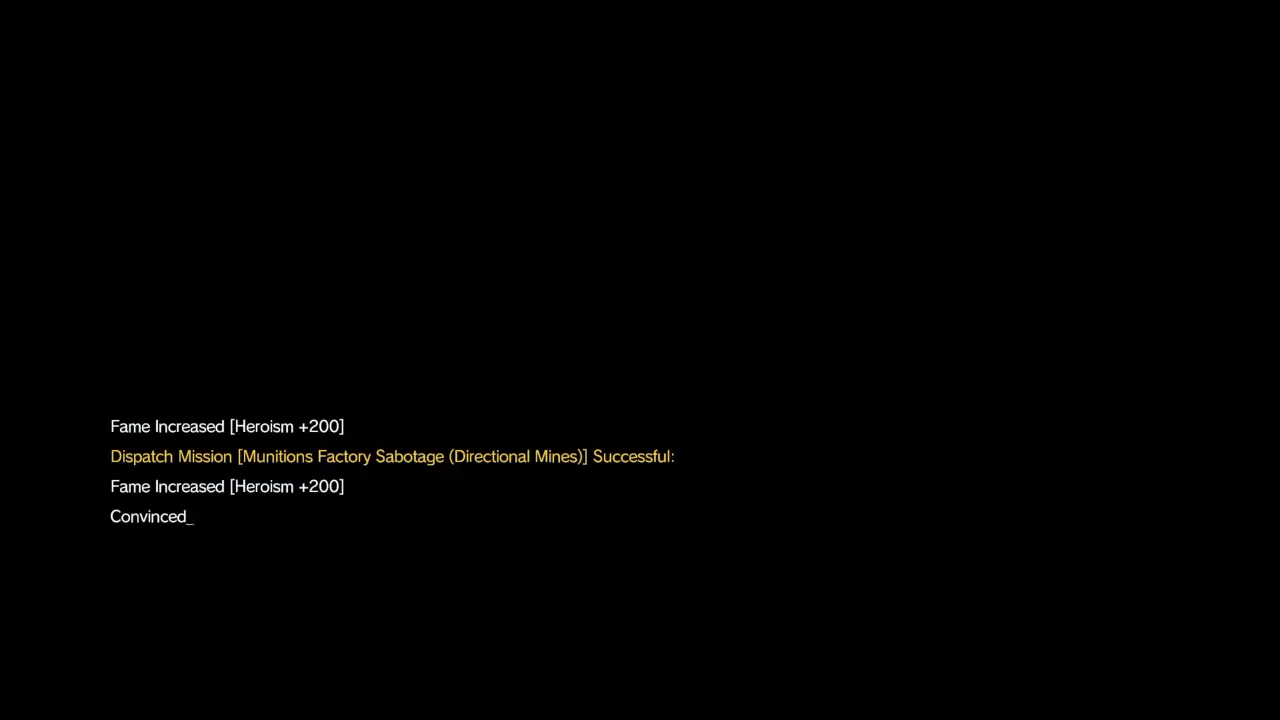 Fame Increased [Heroism +200]
Dispatch Mission [Munitions Factory Sabotage (Directional Mines)] Successful:
Fame Increased [Heroism +200]
Convinced_